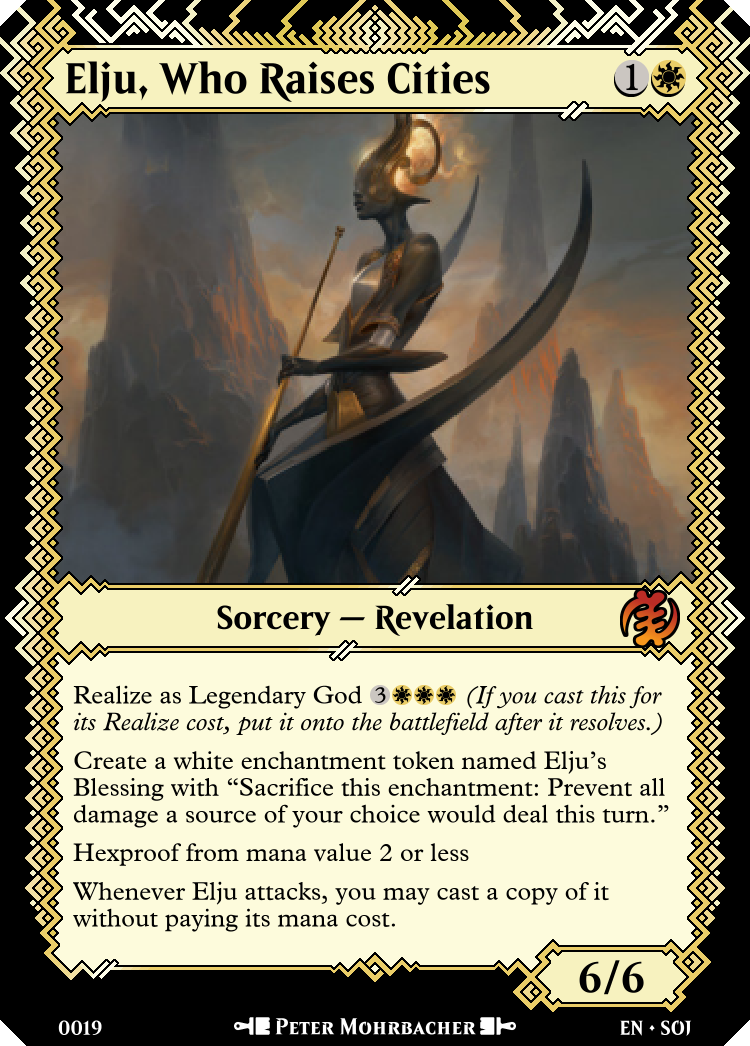 Elju, Who Raises Cities 1
Sorcery — Revelation
Realize as Legendary God 3 (If you cast this for
its Realize cost, put it onto the battlefield after it resolves.)
Create a white enchantment token named Elju’s
Blessing with “Sacrifice this enchantment: Prevent all
damage a source of your choice would deal this turn.”
Hexproof from mana value 2 or less
Whenever Elju attacks, you may cast a copy of it
without paying its mana cost.
6/6
0019 Peter Mohrbacher EN • SOJ